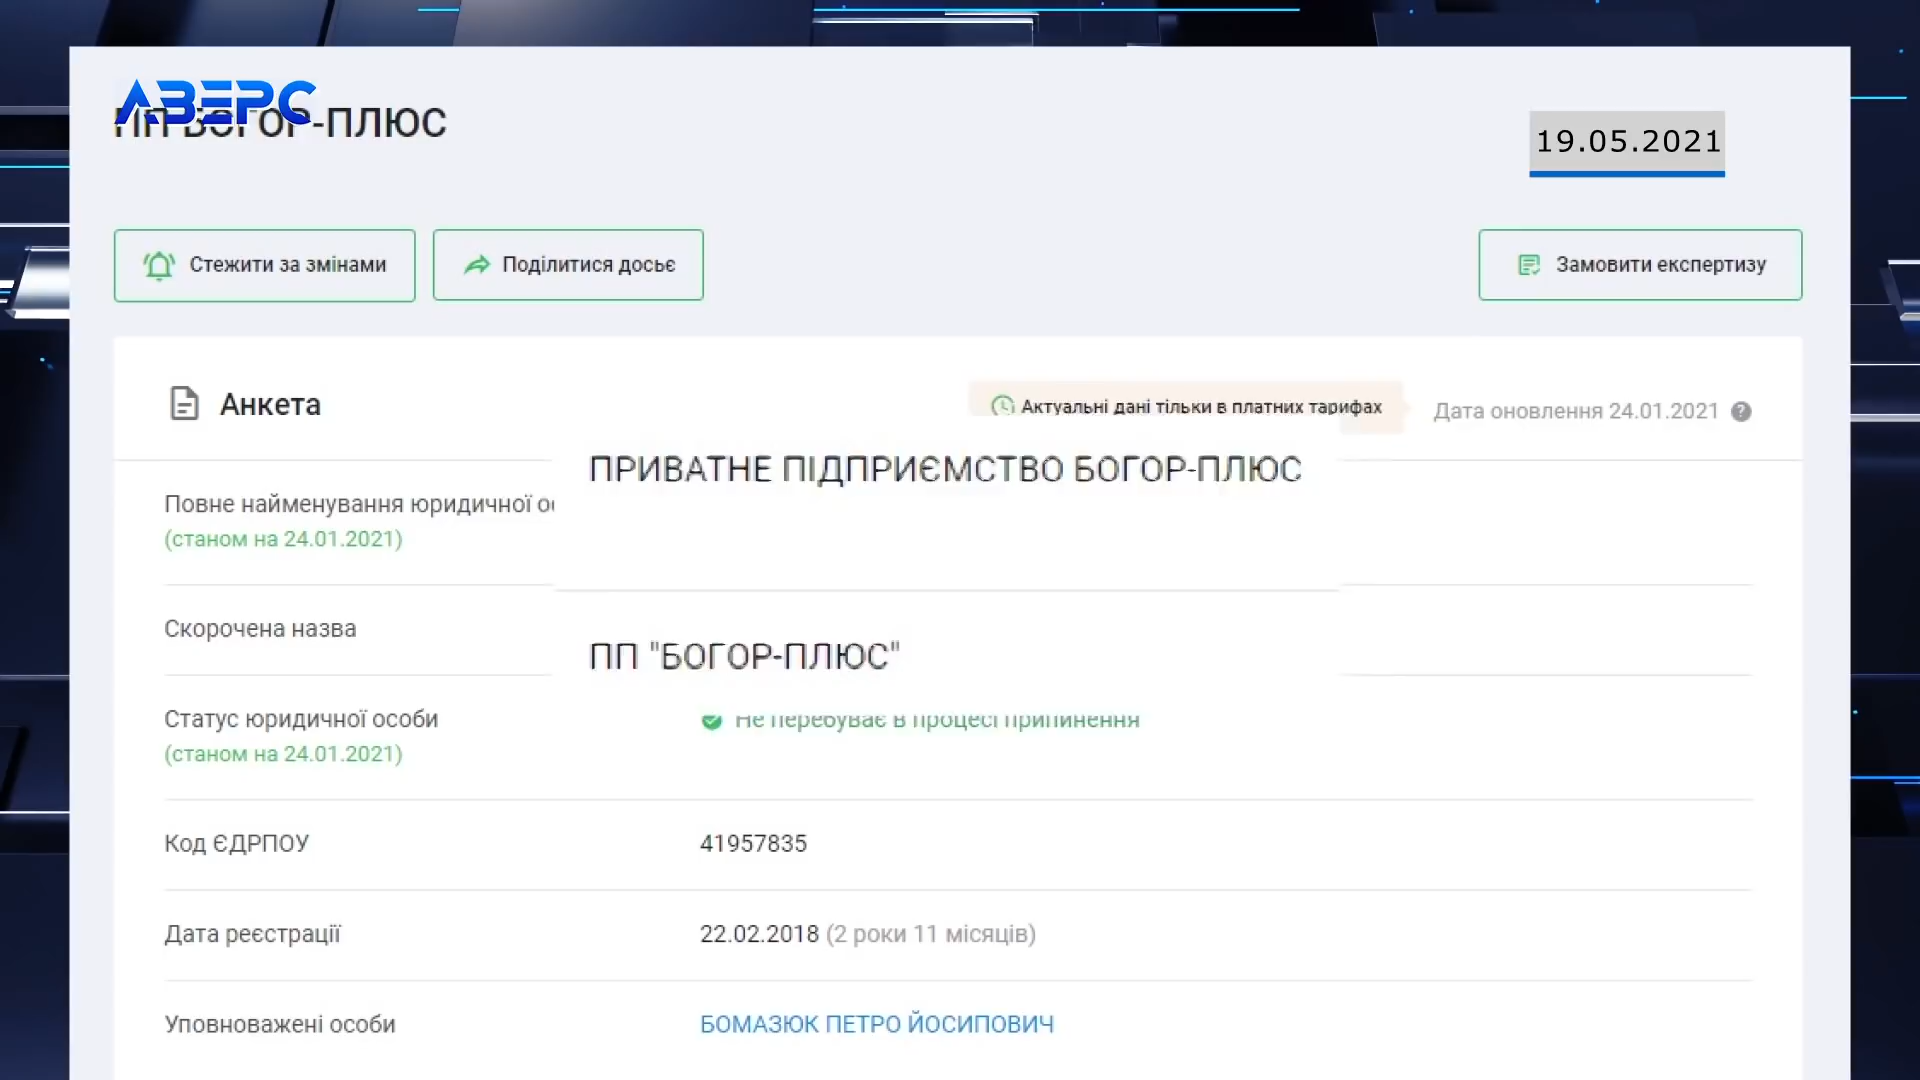 АВЕРС
ПП БОГОР-ПЛЮС
19.05.2021
Стежити за змінами
Поділитися досьє
Замовити експертизу
Анкета
Актуальні дані тільки в платних тарифах
Дата оновлення 24.01.2021
ПРИВАТНЕ ПІДПРИЄМСТВО БОГОР-ПЛЮС
Повне найменування юридичної
(станом на 24.01.2021)
Скорочена назва
ПП "БОГОР-ПЛЮС"
Статус юридичної особи
Не перебуває в процесі припинення
(станом на 24.01.2021)
Код ЄДРПОУ
41957835
Дата реєстрації
22.02.2018 (2 роки 11 місяців)
Уповноважені особи
БОМАЗЮК ПЕТРО ЙОСИПОВИЧ